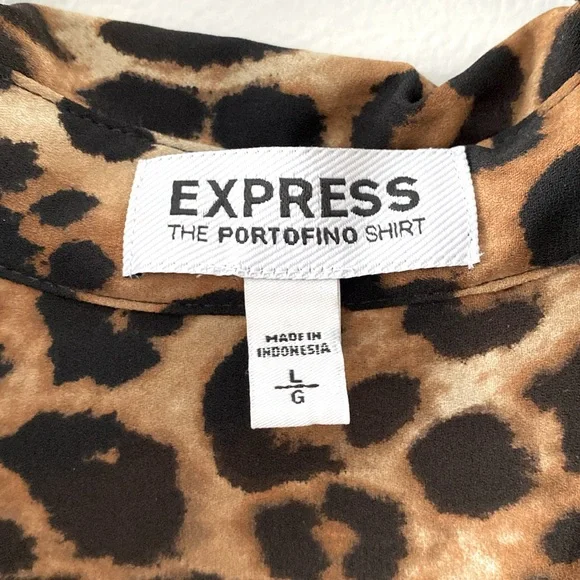 EXPRESS
THE PORTOFINO SHIRT
MADE IN
INDONESIA
L
G